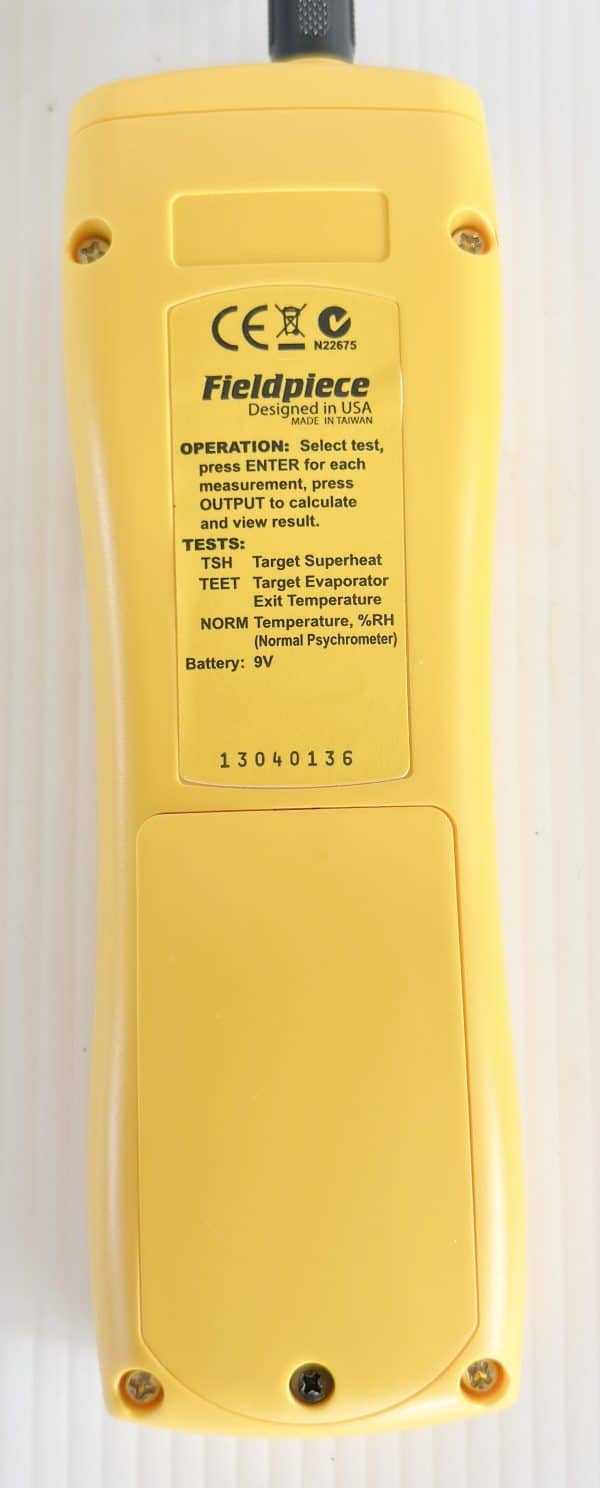 CE
N22675
Fieldpiece
Designed in USA
MADE IN TAIWAN
OPERATION: Select test,
press ENTER for each
measurement, press
OUTPUT to calculate
and view result.
TESTS:
TSH Target Superheat
TEET Target Evaporator
Exit Temperature
NORM Temperature, %RH
(Normal Psychrometer)
Battery: 9V
13040136